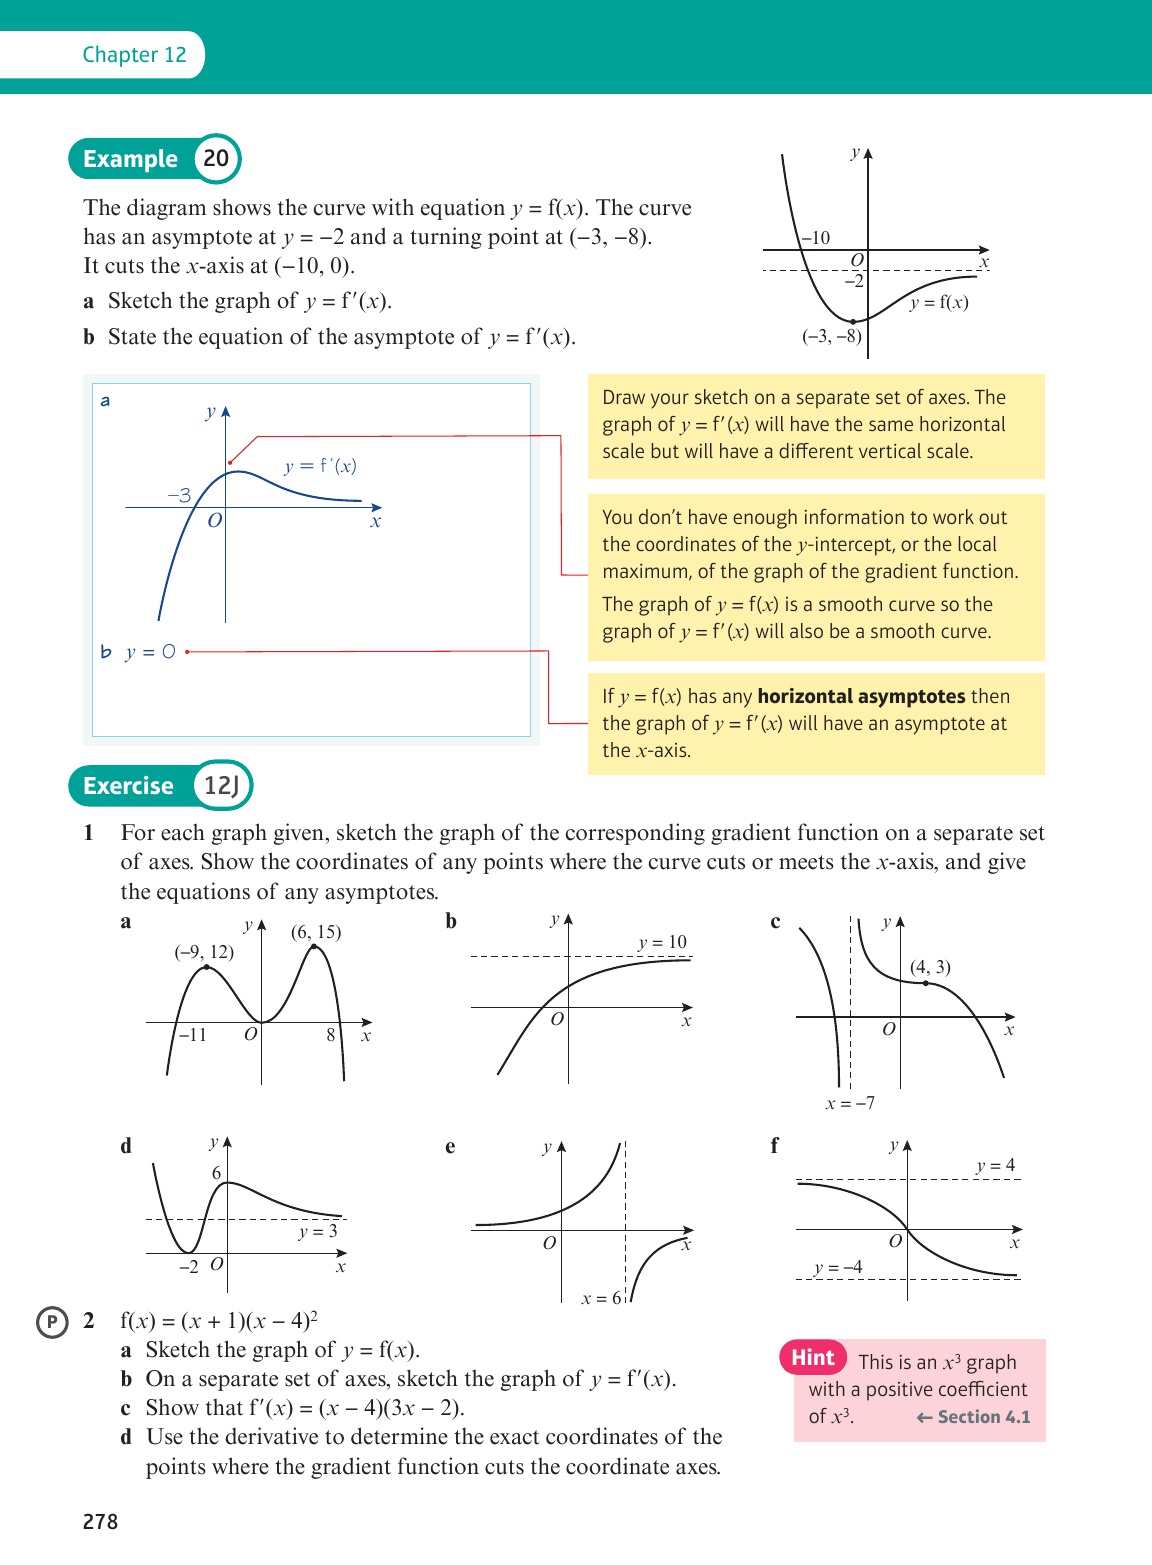 Chapter 12
Example 20
The diagram shows the curve with equation y = f(x). The curve
has an asymptote at y = −2 and a turning point at (−3, −8).
It cuts the x-axis at (−10, 0).
a Sketch the graph of y = f′(x).
b State the equation of the asymptote of y = f′(x).
y
−10
O
x
−2
y = f(x)
(−3, −8)
a
y
y = f′(x)
−3
O
x
b y = 0
Draw your sketch on a separate set of axes. The
graph of y = f′(x) will have the same horizontal
scale but will have a different vertical scale.
You don’t have enough information to work out
the coordinates of the y-intercept, or the local
maximum, of the graph of the gradient function.
The graph of y = f(x) is a smooth curve so the
graph of y = f′(x) will also be a smooth curve.
If y = f(x) has any horizontal asymptotes then
the graph of y = f′(x) will have an asymptote at
the x-axis.
Exercise 12J
1 For each graph given, sketch the graph of the corresponding gradient function on a separate set
of axes. Show the coordinates of any points where the curve cuts or meets the x-axis, and give
the equations of any asymptotes.
a
y
(−9, 12)
(6, 15)
−11
O
8
x
b
y
y = 10
O
x
c
y
(4, 3)
O
x
x = −7
d
y
6
y = 3
−2
O
x
e
y
O
x
x = 6
f
y
y = 4
O
x
y = −4
P
2 f(x) = (x + 1)(x − 4)²
a Sketch the graph of y = f(x).
b On a separate set of axes, sketch the graph of y = f′(x).
c Show that f′(x) = (x − 4)(3x − 2).
d Use the derivative to determine the exact coordinates of the
points where the gradient function cuts the coordinate axes.
Hint This is an x³ graph
with a positive coefficient
of x³. ← Section 4.1
278